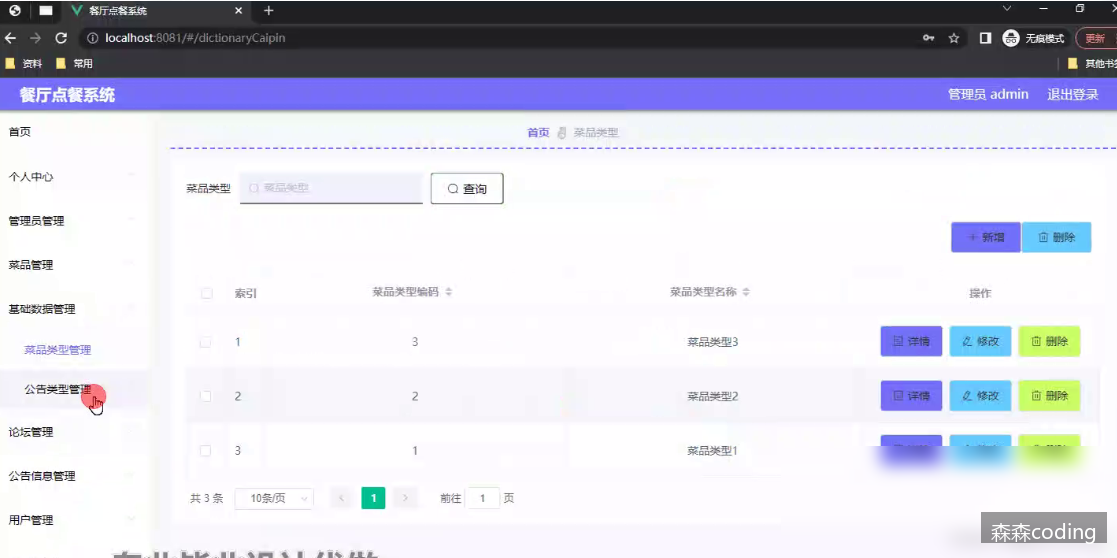 餐厅点餐系统
localhost:8081/#/dictionaryCaipin
无痕模式
更新
资料
常用
餐厅点餐系统
管理员 admin
退出登录
首页
个人中心
管理员管理
菜品管理
基础数据管理
菜品类型管理
公告类型管理
论坛管理
公告信息管理
用户管理
首页 菜品类型
菜品类型 菜品类型 查询
新增 删除
索引 菜品类型编码 菜品类型名称 操作
1 3 菜品类型3 详情 修改 删除
2 2 菜品类型2 详情 修改 删除
3 1 菜品类型1
共 3 条 10条/页 1 前往 1 页
森森coding